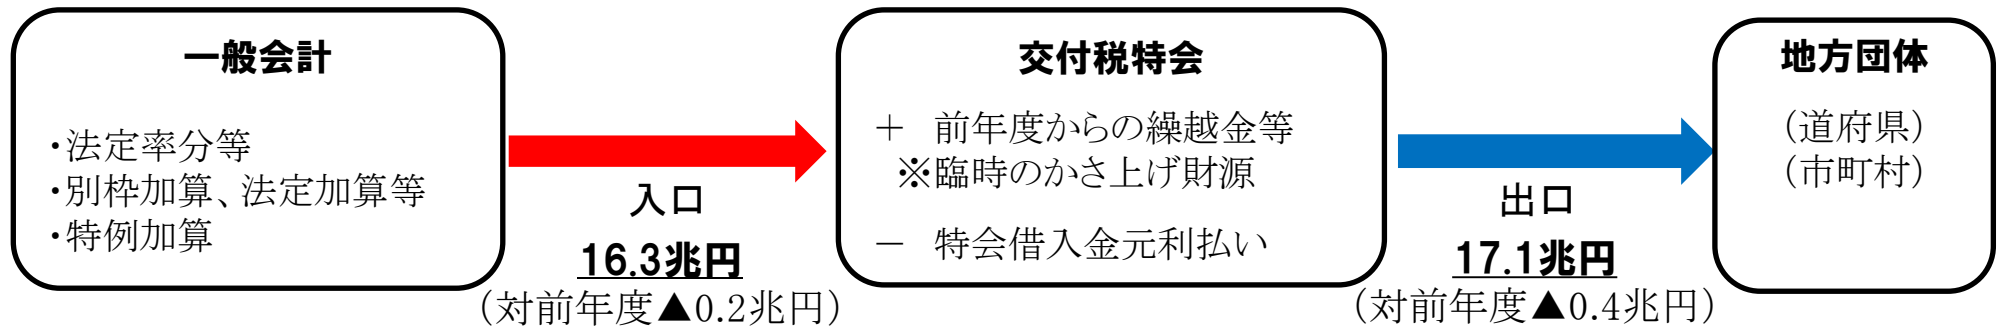 一般会計
・法定率分等
・別枠加算、法定加算等
・特例加算
入口
16.3兆円
（対前年度▲0.2兆円）
交付税特会
＋ 前年度からの繰越金等
※臨時のかさ上げ財源
－ 特会借入金元利払い
出口
17.1兆円
（対前年度▲0.4兆円）
地方団体
（道府県）
（市町村）